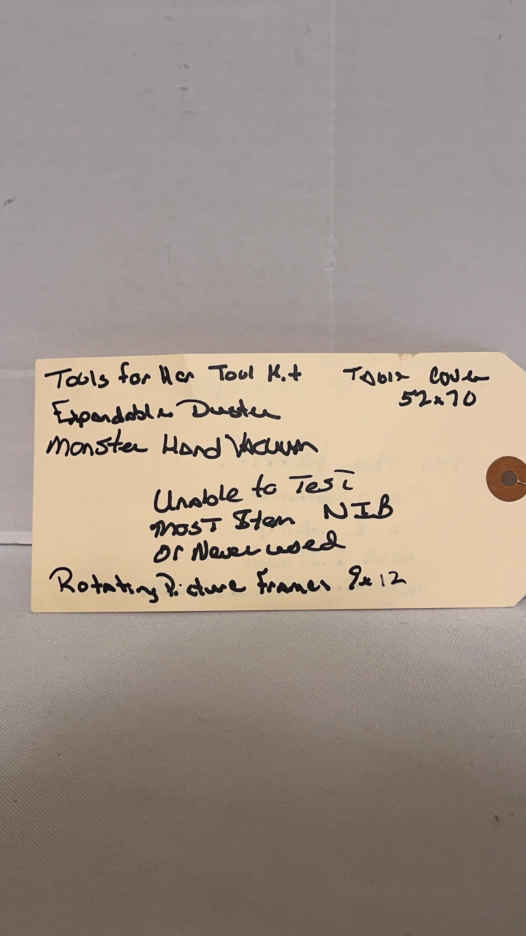 Tools for Her Tool Kit Table Cover
52x70
Expandable Duster
Monster Hand Vacuum
Unable to Test
most Item NIB
or Never used
Rotating Picture Frames 9x12